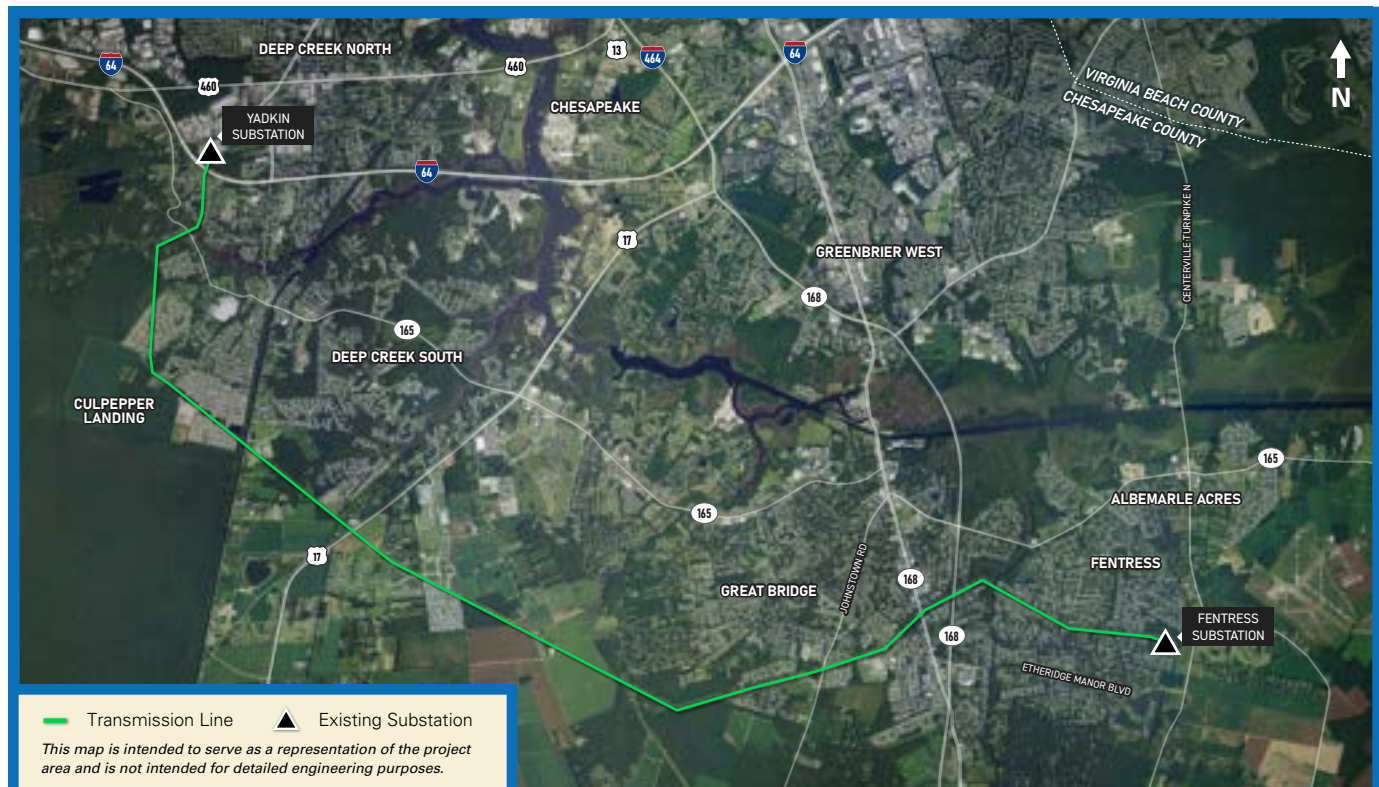 DEEP CREEK NORTH
64
460
460
13
464
64
YADKIN
SUBSTATION
CHESAPEAKE
VIRGINIA BEACH COUNTY
CHESAPEAKE COUNTY
N
64
17
GREENBRIER WEST
CENTERVILLE TURNPIKE N
168
165
DEEP CREEK SOUTH
CULPEPPER
LANDING
165
ALBEMARLE ACRES
165
17
JOHNSTOWN RD
168
GREAT BRIDGE
FENTRESS
168
FENTRESS
SUBSTATION
ETHERIDGE MANOR BLVD
Transmission Line
Existing Substation
This map is intended to serve as a representation of the project
area and is not intended for detailed engineering purposes.